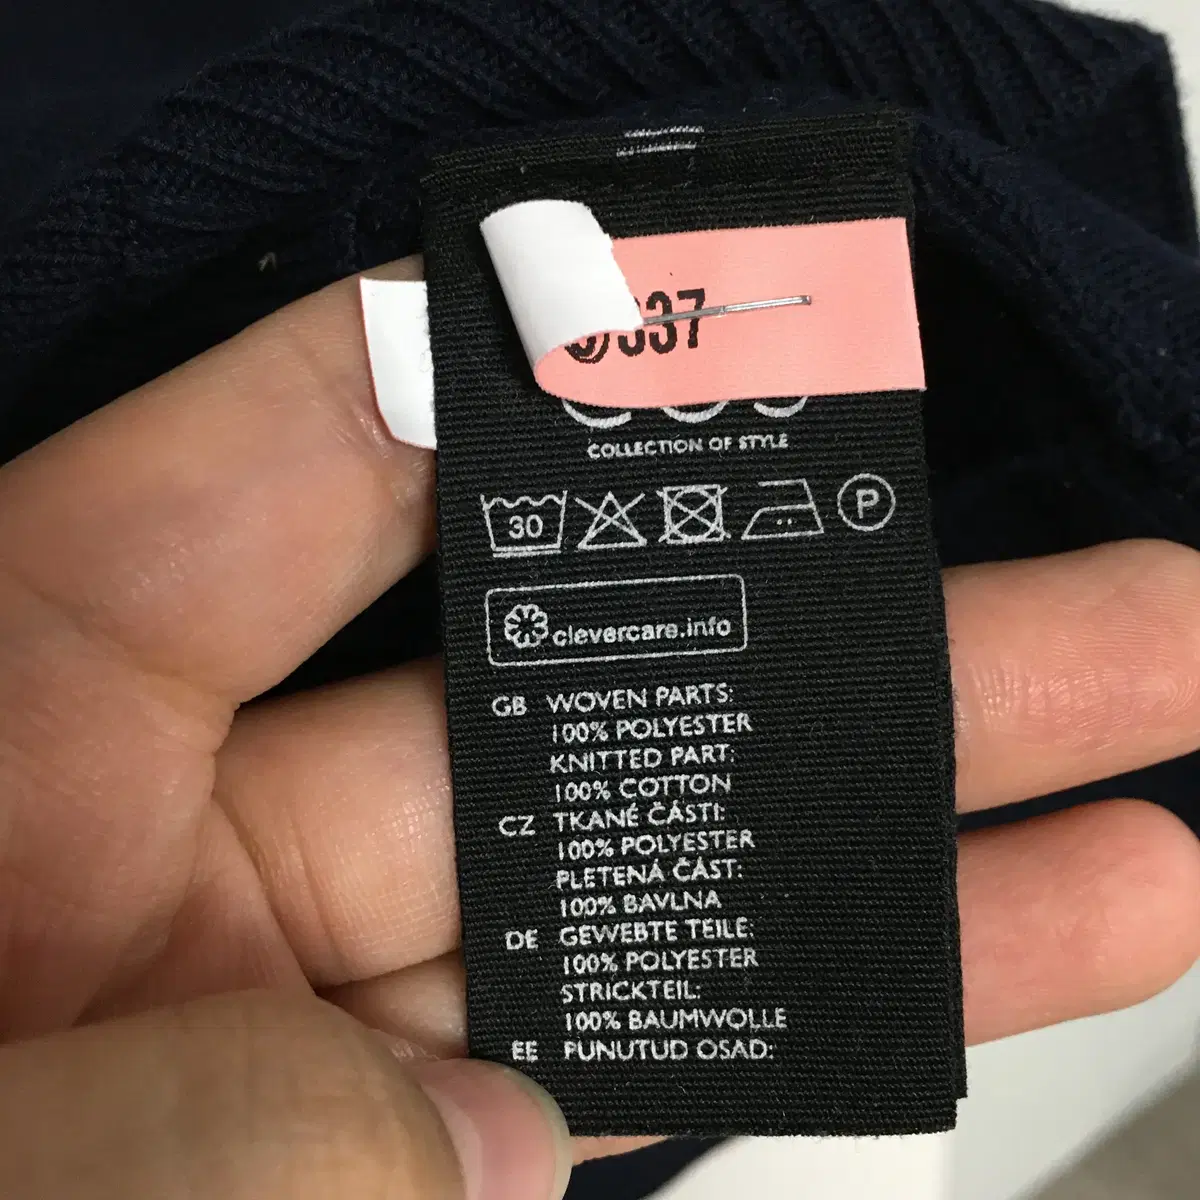 337
COLLECTION OF STYLE
30
P
clevercare.info
GB WOVEN PARTS:
100% POLYESTER
KNITTED PART:
100% COTTON
CZ TKANÉ ČÁSTI:
100% POLYESTER
PLETENÁ ČÁST:
100% BAVLNA
DE GEWEBTE TEILE:
100% POLYESTER
STRICKTEIL:
100% BAUMWOLLE
EE PUNUTUD OSAD: